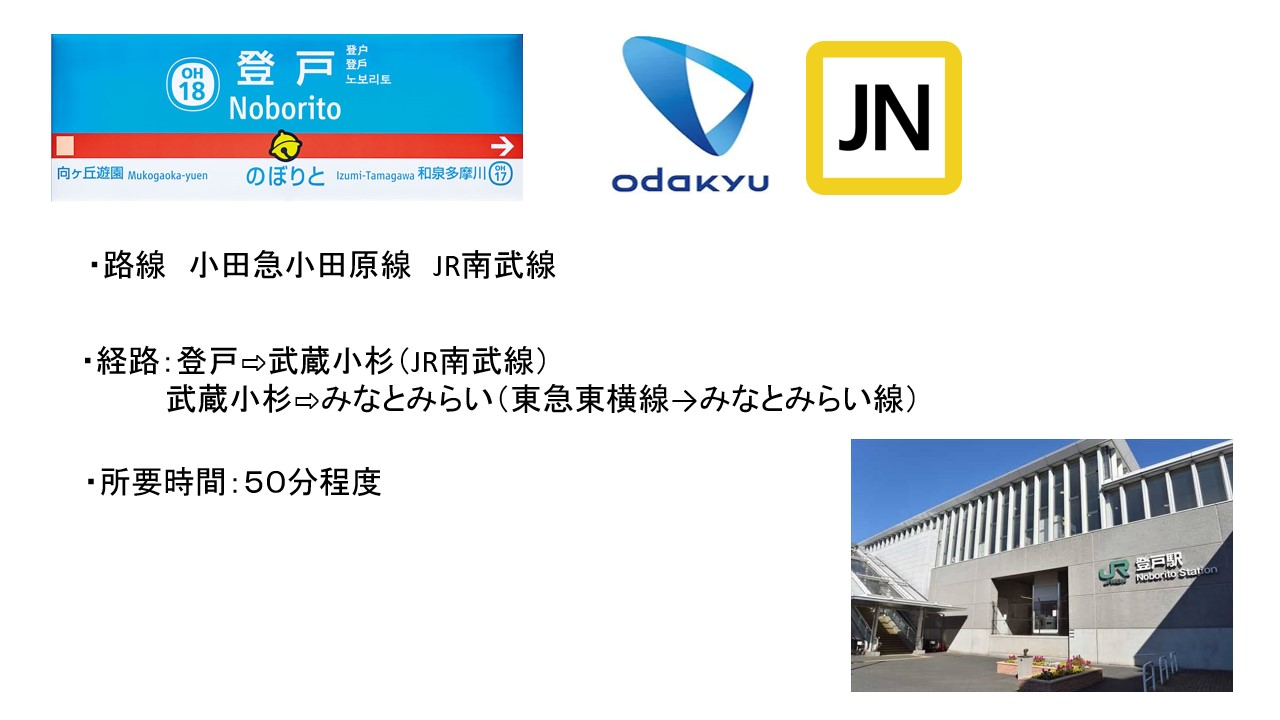 OH
18
登戸
Noborito
登户
登戶
노보리토
向ヶ丘遊園 Mukogaoka-yuen
のぼりと
Izumi-Tamagawa 和泉多摩川
OH
17
odakyu
JN
・路線　小田急小田原線　JR南武線
・経路：登戸⇨武蔵小杉（JR南武線）
武蔵小杉⇨みなとみらい（東急東横線→みなとみらい線）
・所要時間：５０分程度
JR 登戸駅
Noborito Station